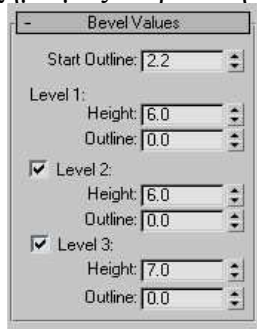 - Bevel Values
Start Outline: 2.2
Level 1:
Height: 6.0
Outline: 0.0
Level 2:
Height: 6.0
Outline: 0.0
Level 3:
Height: 7.0
Outline: 0.0